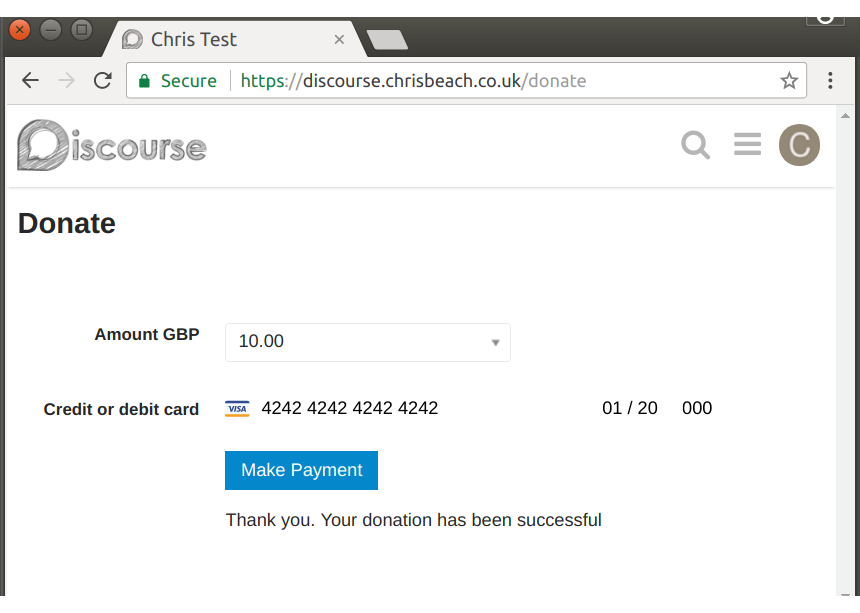 Chris Test
Secure https://discourse.chrisbeach.co.uk/donate
Discourse
C
Donate
Amount GBP 10.00
Credit or debit card VISA 4242 4242 4242 4242 01 / 20 000
Make Payment
Thank you. Your donation has been successful